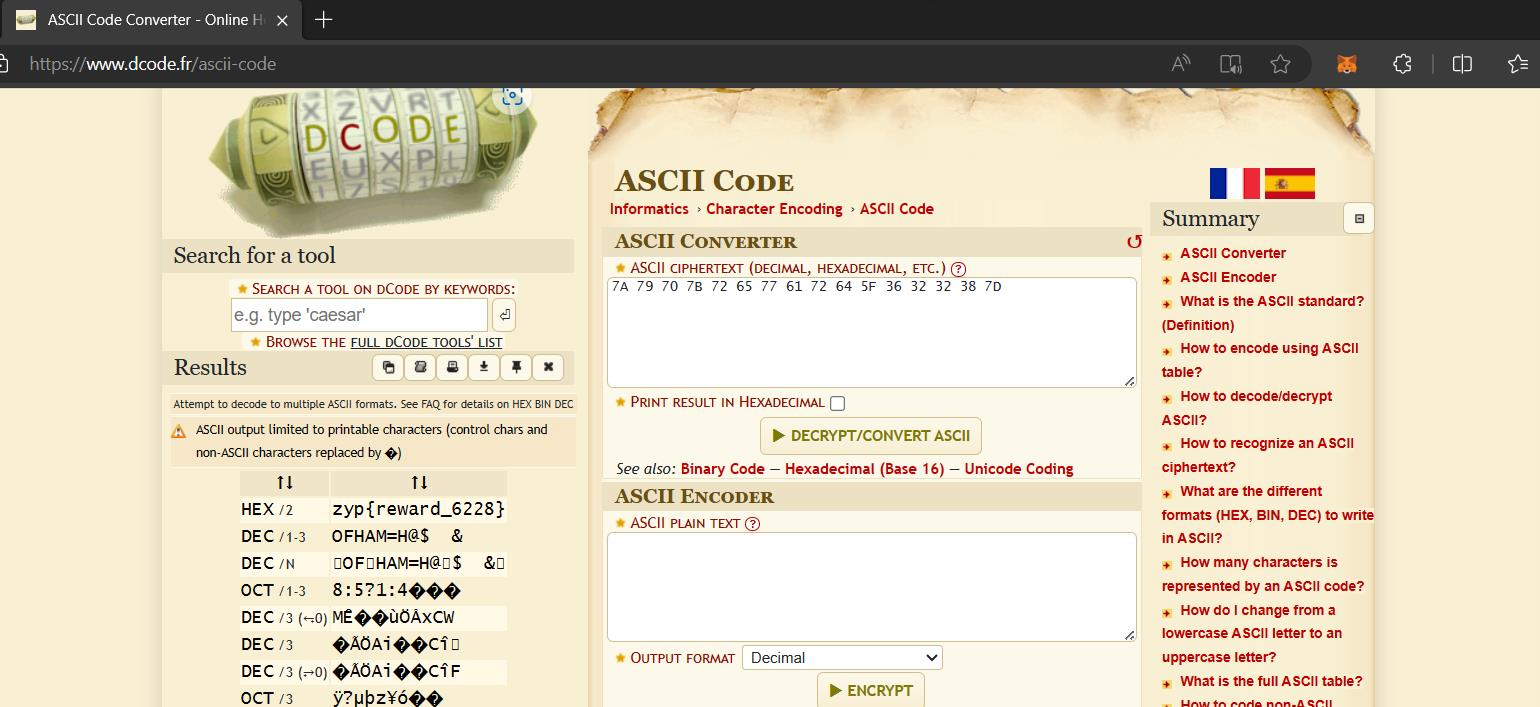 ASCII Code Converter - Online H
https://www.dcode.fr/ascii-code
X Z V R T
DCODE
E U X P L
Search for a tool
SEARCH A TOOL ON DCODE BY KEYWORDS:
e.g. type 'caesar'
BROWSE THE FULL DCODE TOOLS' LIST
Results
Attempt to decode to multiple ASCII formats. See FAQ for details on HEX BIN DEC
ASCII output limited to printable characters (control chars and
non-ASCII characters replaced by �)
↑↓ ↑↓
HEX /2 zyp{reward_6228}
DEC /1-3 OFHAM=H@$ &
DEC /N ▯OF▯HAM=H@▯$ &▯
OCT /1-3 8:5?1:4���
DEC /3 (↽0) MÊ��ùÖÂxCW
DEC /3 �ÃÖAi��Cî▯
DEC /3 (⇁0) �ÃÖAi��CîF
OCT /3 ÿ?µþz¥ó��
ASCII CODE
Informatics › Character Encoding › ASCII Code
ASCII CONVERTER
ASCII CIPHERTEXT (DECIMAL, HEXADECIMAL, ETC.) ?
7A 79 70 7B 72 65 77 61 72 64 5F 36 32 32 38 7D
PRINT RESULT IN HEXADECIMAL
▶ DECRYPT/CONVERT ASCII
See also: Binary Code — Hexadecimal (Base 16) — Unicode Coding
ASCII ENCODER
ASCII PLAIN TEXT ?
OUTPUT FORMAT Decimal
▶ ENCRYPT
Summary
ASCII Converter
ASCII Encoder
What is the ASCII standard?
(Definition)
How to encode using ASCII
table?
How to decode/decrypt
ASCII?
How to recognize an ASCII
ciphertext?
What are the different
formats (HEX, BIN, DEC) to write
in ASCII?
How many characters is
represented by an ASCII code?
How do I change from a
lowercase ASCII letter to an
uppercase letter?
What is the full ASCII table?
How to code non-ASCII